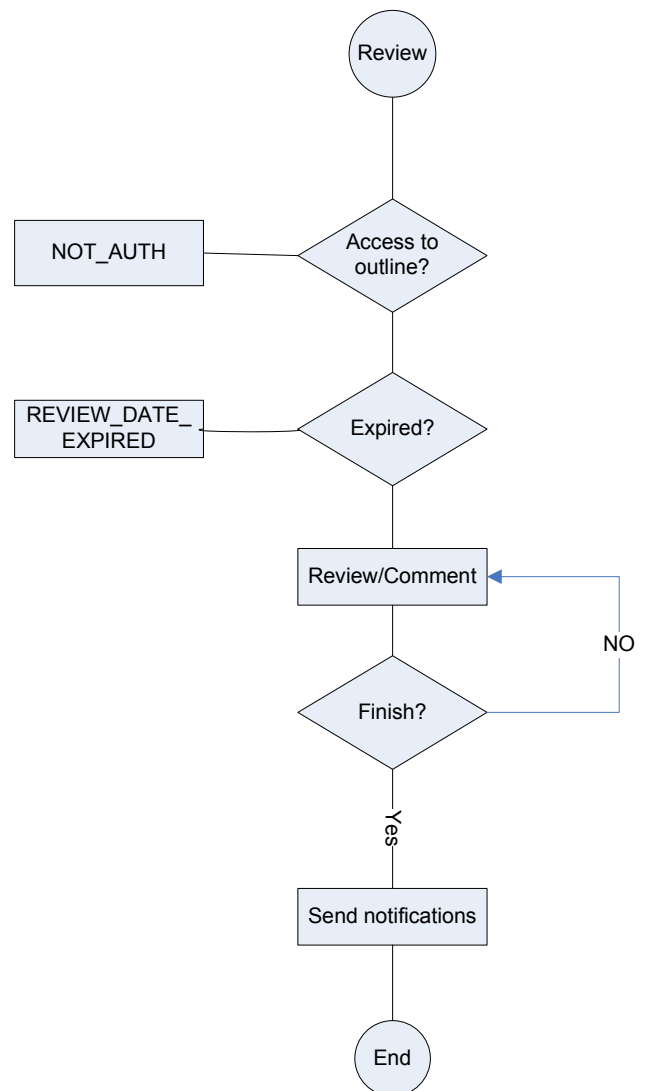 Review
Access to
outline?
NOT_AUTH
Expired?
REVIEW_DATE_
EXPIRED
Review/Comment
NO
Finish?
Yes
Send notifications
End